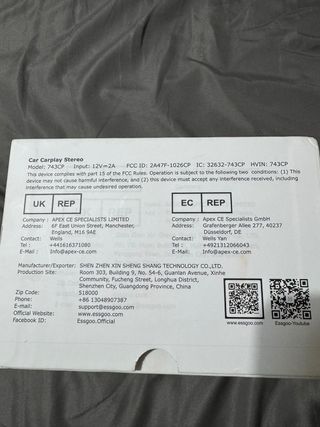 Car Carplay Stereo
Model: 743CP Input: 12V⎓2A FCC ID: 2A47F-1026CP IC: 32632-743CP HVIN: 743CP
This device complies with part 15 of the FCC Rules. Operation is subject to the following two conditions: (1) This
device may not cause harmful interference, and (2) this device must accept any interference received, including
interference that may cause undesired operation.
UK REP
Company : APEX CE SPECIALISTS LIMITED
Address: 6F East Union Street, Manchester,
England, M16 9AE
Contact: Wells
Tel: +441616371080
E-Mail : Info@apex-ce.com
EC REP
Company : Apex CE Specialists GmbH
Address: Grafenberger Allee 277, 40237
Düsseldorf, DE
Contact: Wells Yan
Tel: +4921312066043
E-Mail : Info@apex-ce.com
Manufacturer/Exporter: SHEN ZHEN XIN SHENG SHANG TECHNOLOGY CO.,LTD.
Production Site: Room 303, Building 9, No. 54-6, Guantan Avenue, Xinhe
Community, Fucheng Street, Longhua District,
Shenzhen City, Guangdong Province, China
Zip Code: 518000
Phone: +86 13048907387
E-mail: support@essgoo.com
Official Website: www.essgoo.com
Facebook ID: Essgoo.Official
www.essgoo.com
Essgoo-Youtube